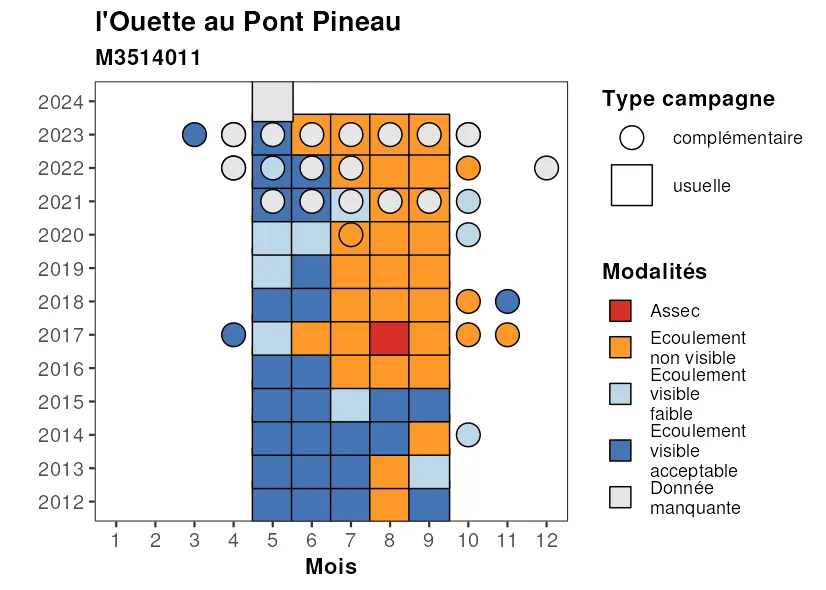 l'Ouette au Pont Pineau
M3514011
2024
2023
2022
2021
2020
2019
2018
2017
2016
2015
2014
2013
2012
1 2 3 4 5 6 7 8 9 10 11 12
Mois
Type campagne
complémentaire
usuelle
Modalités
Assec
Ecoulement
non visible
Ecoulement
visible
faible
Ecoulement
visible
acceptable
Donnée
manquante